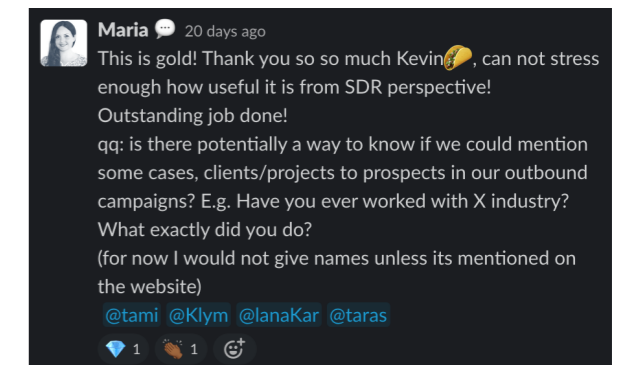 Maria 💬 20 days ago
This is gold! Thank you so so much Kevin🌮, can not stress
enough how useful it is from SDR perspective!
Outstanding job done!
qq: is there potentially a way to know if we could mention
some cases, clients/projects to prospects in our outbound
campaigns? E.g. Have you ever worked with X industry?
What exactly did you do?
(for now I would not give names unless its mentioned on
the website)
@tami @Klym @lanaKar @taras
💎 1 👏🏾 1